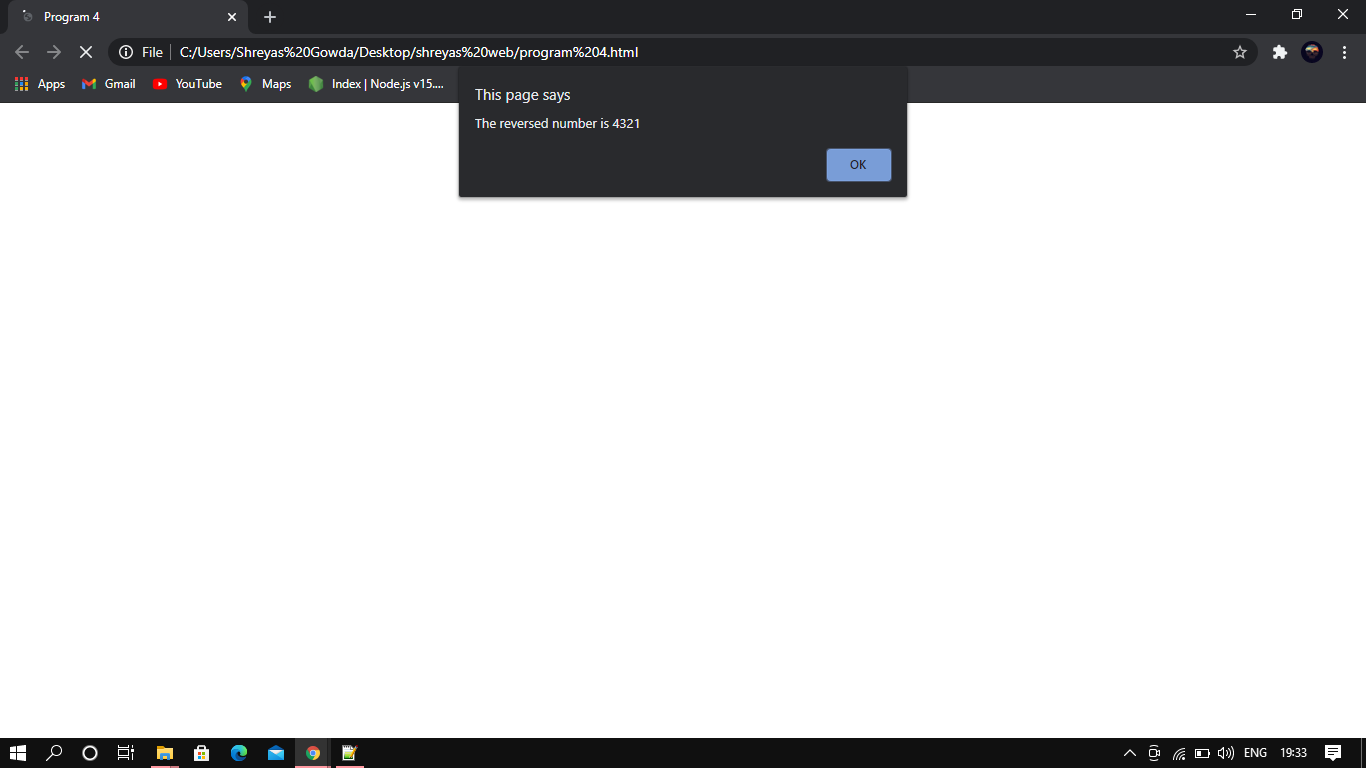 Program 4
File C:/Users/Shreyas%20Gowda/Desktop/shreyas%20web/program%204.html
Apps Gmail YouTube Maps Index | Node.js v15....
This page says
The reversed number is 4321
OK
ENG 19:33